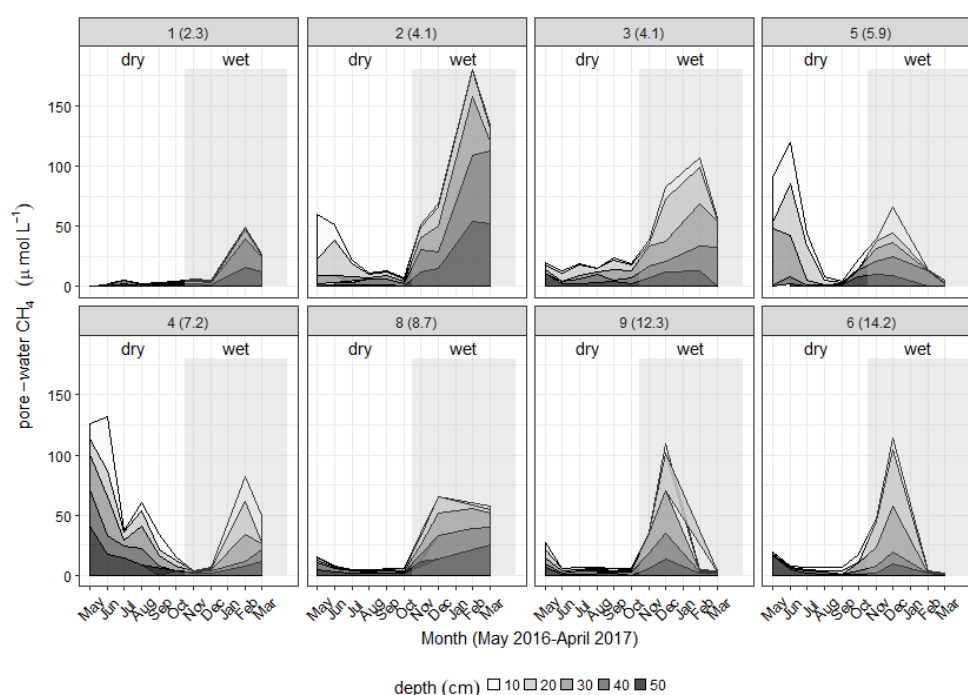 1 (2.3) 2 (4.1) 3 (4.1) 5 (5.9)
dry wet dry wet dry wet dry wet
150
100
50
0
4 (7.2) 8 (8.7) 9 (12.3) 6 (14.2)
dry wet dry wet dry wet dry wet
150
100
50
0
pore−water CH4 (μ mol L−1)
May Jun Jul Aug Sep Oct Nov Dec Jan Feb Mar May Jun Jul Aug Sep Oct Nov Dec Jan Feb Mar May Jun Jul Aug Sep Oct Nov Dec Jan Feb Mar May Jun Jul Aug Sep Oct Nov Dec Jan Feb Mar
Month (May 2016-April 2017)
depth (cm) 10 20 30 40 50